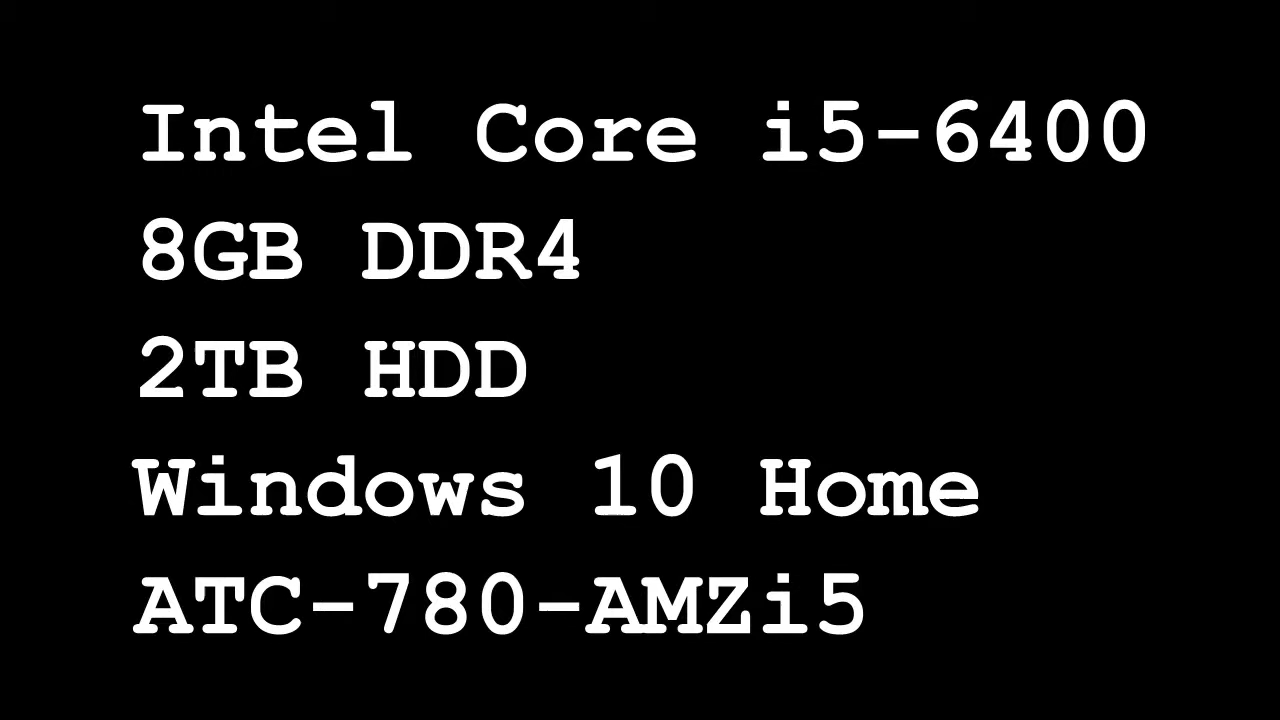 Intel Core i5-6400
8GB DDR4
2TB HDD
Windows 10 Home
ATC-780-AMZi5